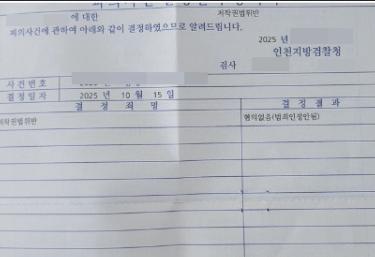 에 대한 저작권법위반
피의사건에 관하여 아래와 같이 결정하였으므로 알려드립니다.
2025 년
인천지방검찰청
검사
사 건 번 호
결 정 일 자 2025 년 10 월 15 일
결 정 죄 명 결 정 결 과
저작권법위반 혐의없음(범죄인정안됨)